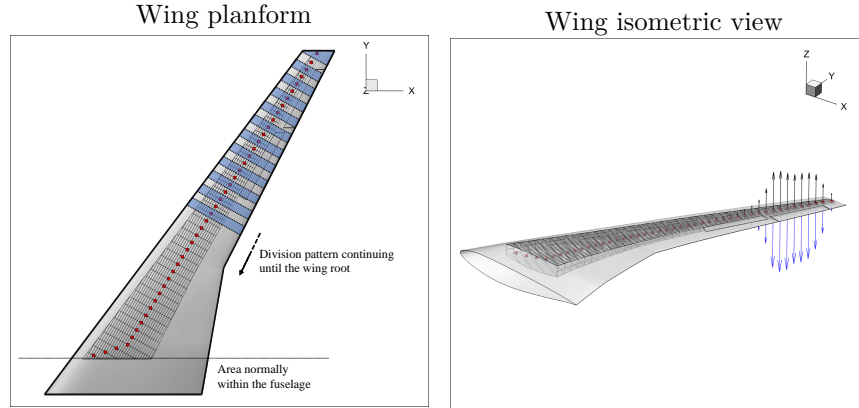 Wing planform
Y
Z
X
Division pattern continuing
until the wing root
Area normally
within the fuselage
Wing isometric view
Z
Y
X